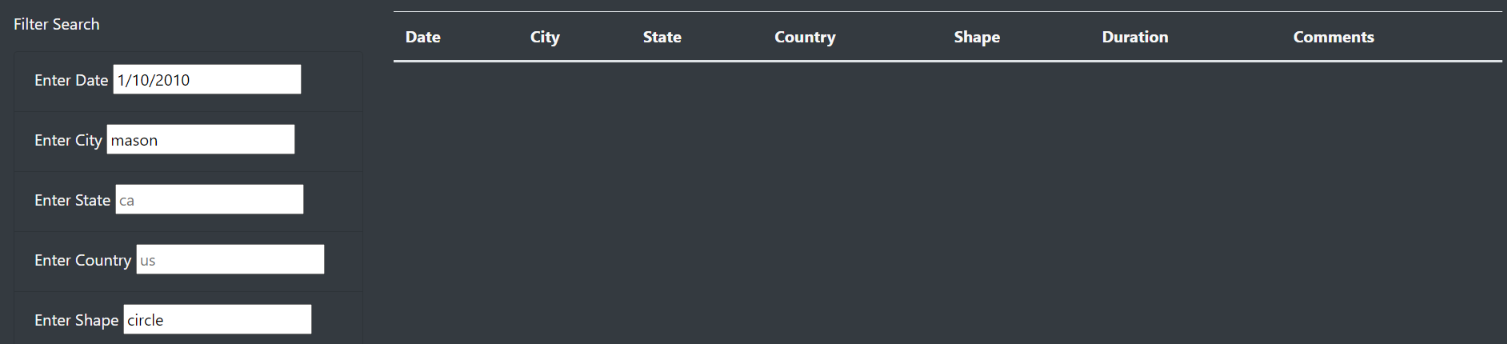 Filter Search
Enter Date 1/10/2010
Enter City mason
Enter State ca
Enter Country us
Enter Shape circle
Date City State Country Shape Duration Comments